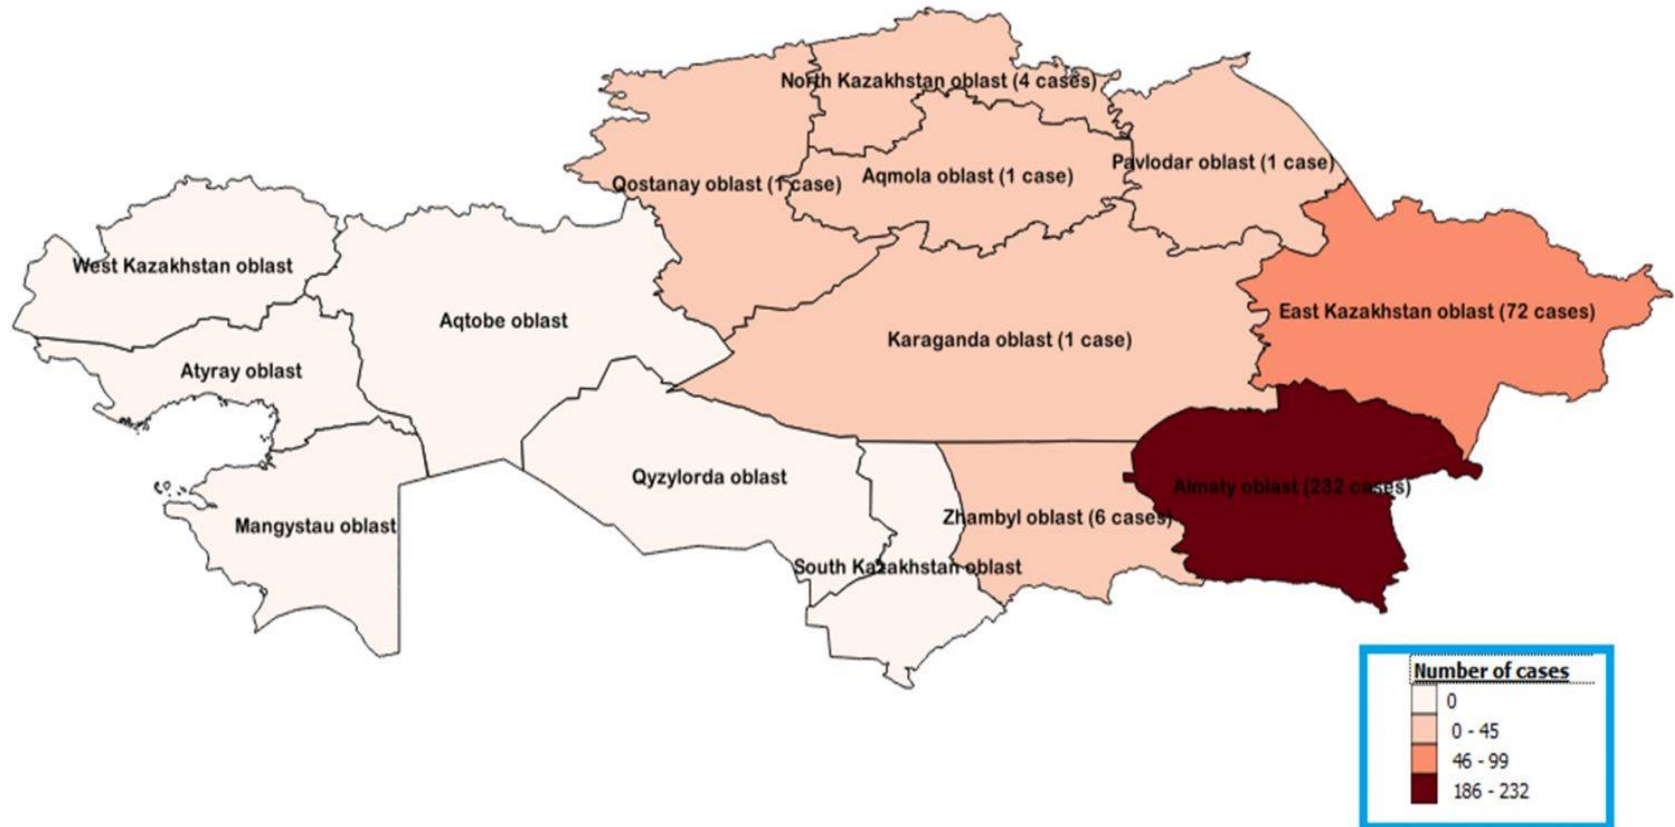 North Kazakhstan oblast (4 cases)
Pavlodar oblast (1 case)
Aqmola oblast (1 case)
Qostanay oblast (1 case)
West Kazakhstan oblast
East Kazakhstan oblast (72 cases)
Aqtobe oblast
Karaganda oblast (1 case)
Atyray oblast
Qyzylorda oblast
Almaty oblast (232 cases)
Zhambyl oblast (6 cases)
Mangystau oblast
South Kazakhstan oblast
Number of cases
0
0 - 45
46 - 99
186 - 232